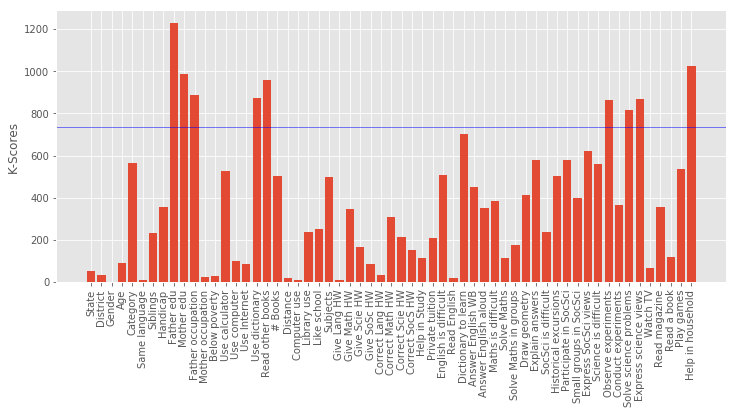 K-Scores
1200
1000
800
600
400
200
0
State
District
Gender
Age
Category
Same language
Siblings
Handicap
Father edu
Mother edu
Father occupation
Mother occupation
Below poverty
Use calculator
Use computer
Use Internet
Use dictionary
Read other books
# Books
Distance
Computer use
Library use
Like school
Subjects
Give Lang HW
Give Math HW
Give Scie HW
Give SoSc HW
Correct Lang HW
Correct Math HW
Correct Scie HW
Correct SocS HW
Help in Study
Private tuition
English is difficult
Read English
Dictionary to learn
Answer English WB
Answer English aloud
Maths is difficult
Solve Maths
Solve Maths in groups
Draw geometry
Explain answers
SocSci is difficult
Historical excursions
Participate in SocSci
Small groups in SocSci
Express SocSci views
Science is difficult
Observe experiments
Conduct experiments
Solve science problems
Express science views
Watch TV
Read magazine
Read a book
Play games
Help in household